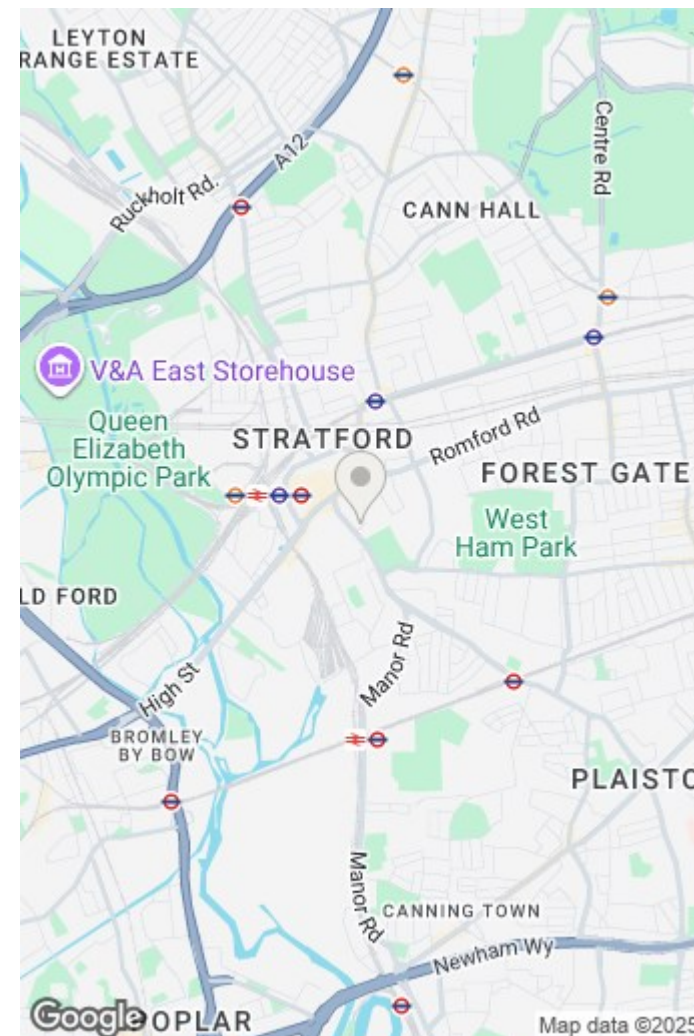 LEYTON
RANGE ESTATE
A12
Ruckholt Rd.
Centre Rd
CANN HALL
V&A East Storehouse
Queen
Elizabeth
Olympic Park
STRATFORD
Romford Rd
FOREST GATE
West
Ham Park
LD FORD
High St
Manor Rd
BROMLEY
BY BOW
PLAISTO
Manor Rd
CANNING TOWN
Newham Wy
Google
POPLAR
Map data ©2025